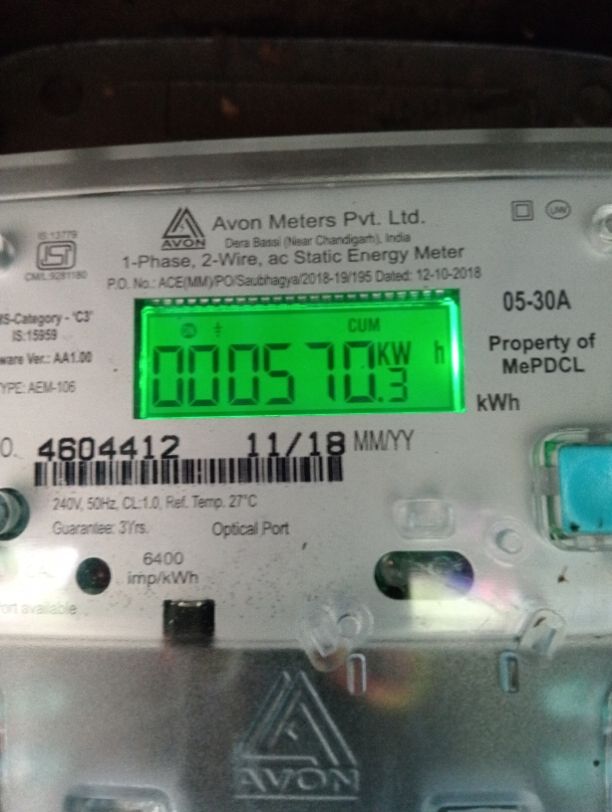 Avon Meters Pvt. Ltd.
AVON
Dera Bassi (Near Chandigarh), India
IS:13779
ISI
CM/L 9281180
1-Phase, 2-Wire, ac Static Energy Meter
P.O. No.: ACE(MM)/PO/Saubhagya/2018-19/195 Dated: 12-10-2018
05-30A
MS-Category - 'C3'
IS:15959
ware Ver.: AA1.00
TYPE: AEM-106
CUM
000570.3 KW h
kWh
Property of
MePDCL
O. 4604412 11/18 MM/YY
240V, 50Hz, CL:1.0, Ref. Temp. 27°C
Guarantee: 3Yrs. Optical Port
6400
imp/kWh
ort available
AVON